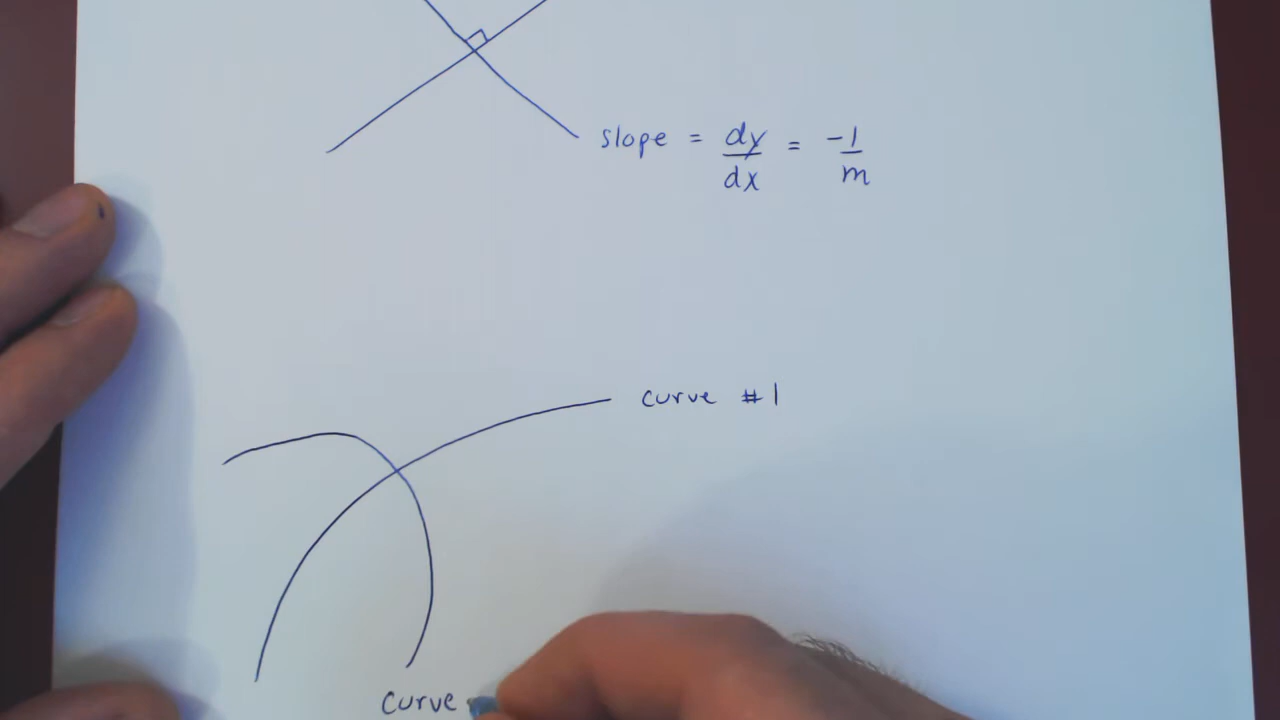 slope = dy/dx = -1/m
curve #1
curve